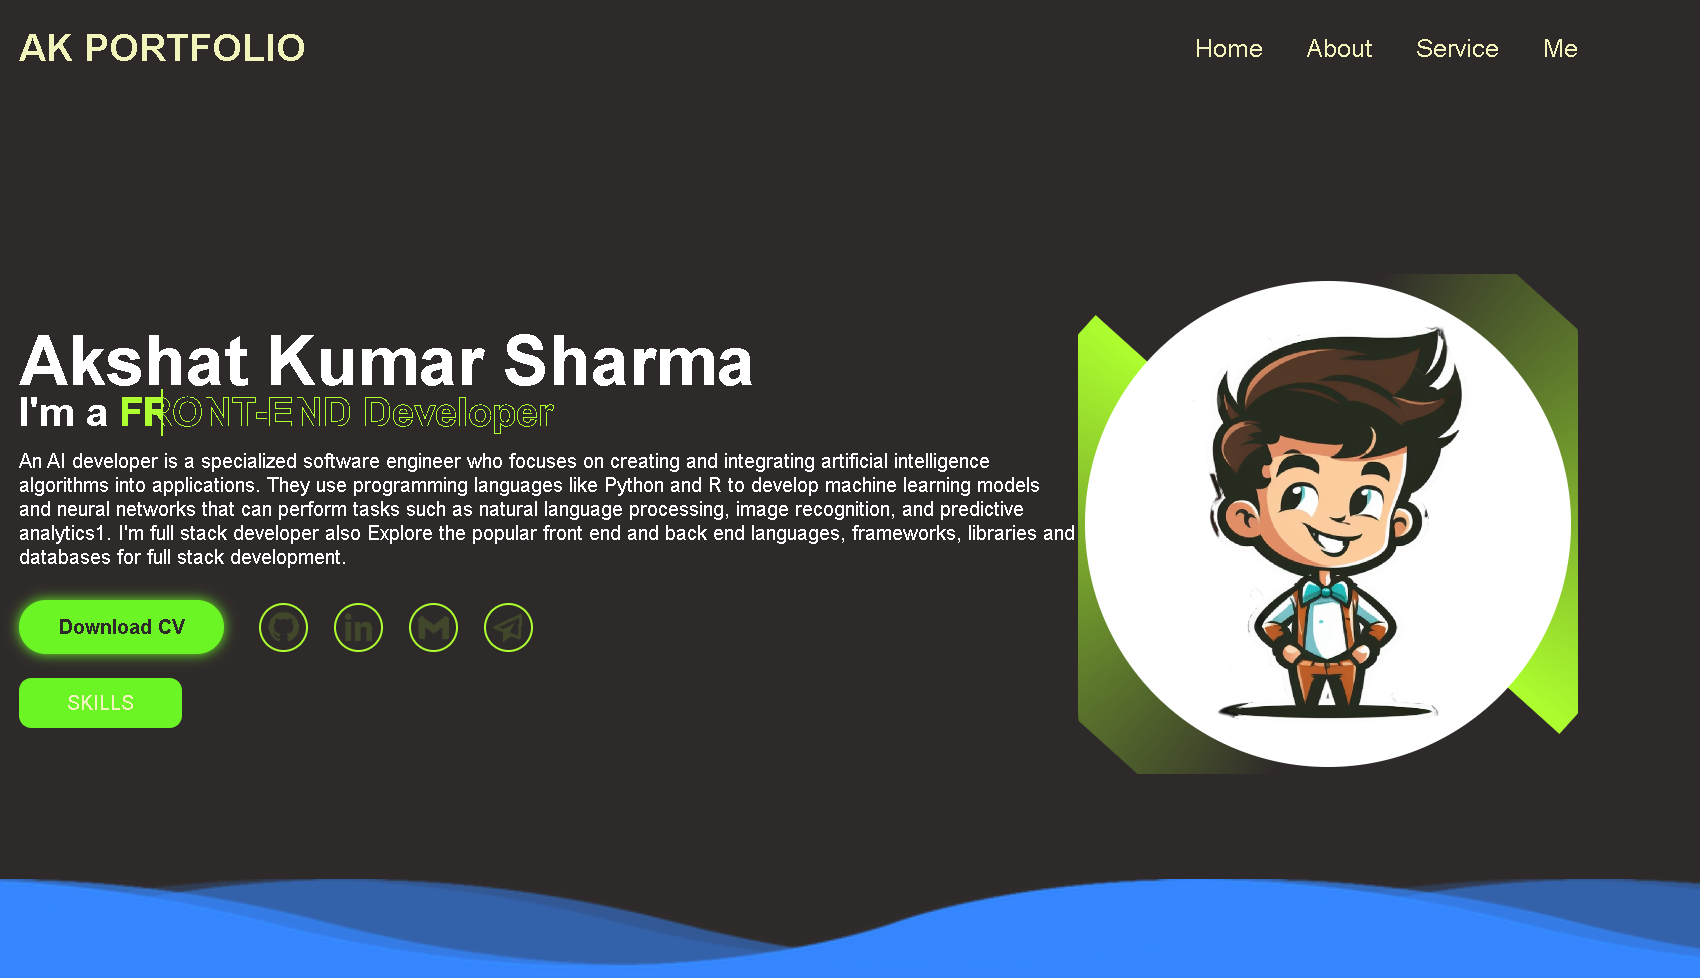 AK PORTFOLIO
Home About Service Me
Akshat Kumar Sharma
I'm a FRONT-END Developer
An AI developer is a specialized software engineer who focuses on creating and integrating artificial intelligence
algorithms into applications. They use programming languages like Python and R to develop machine learning models
and neural networks that can perform tasks such as natural language processing, image recognition, and predictive
analytics1. I'm full stack developer also Explore the popular front end and back end languages, frameworks, libraries and
databases for full stack development.
Download CV
SKILLS